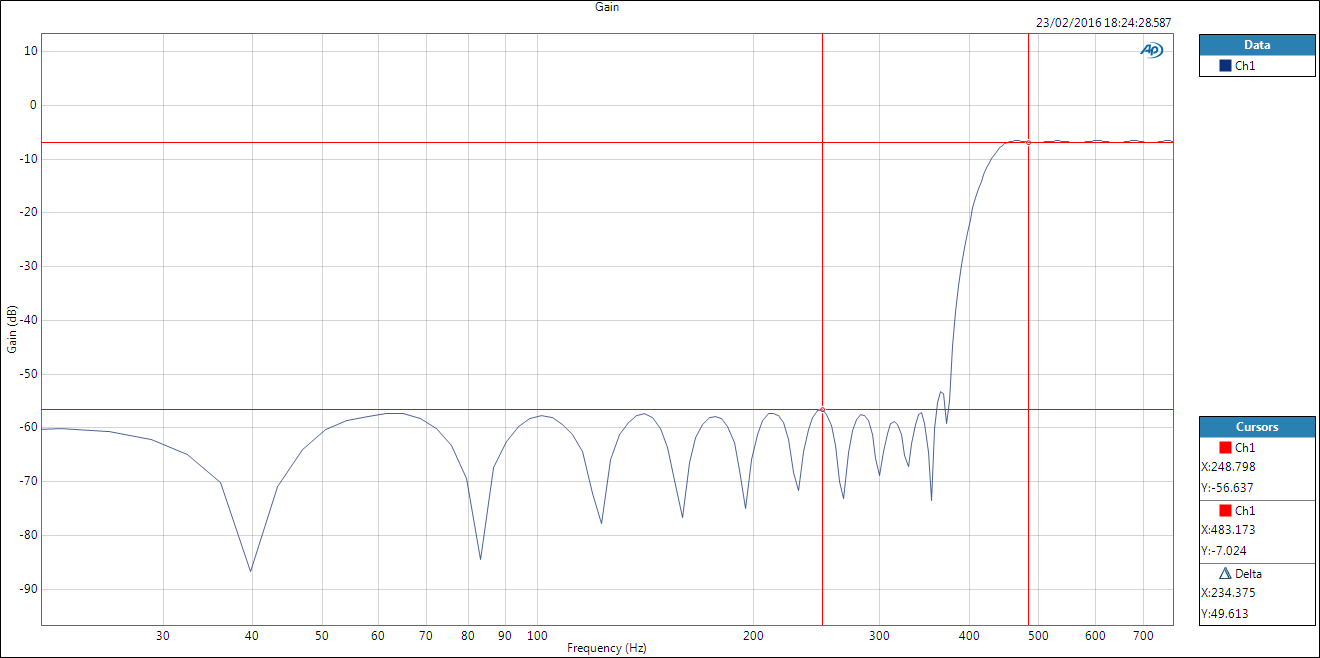 Gain
23/02/2016 18:24:28.587
AP
Data
Ch1
10
0
-10
-20
-30
-40
-50
-60
-70
-80
-90
Gain (dB)
30 40 50 60 70 80 90 100 200 300 400 500 600 700
Frequency (Hz)
Cursors
Ch1
X:248.798
Y:-56.637
Ch1
X:483.173
Y:-7.024
Delta
X:234.375
Y:49.613